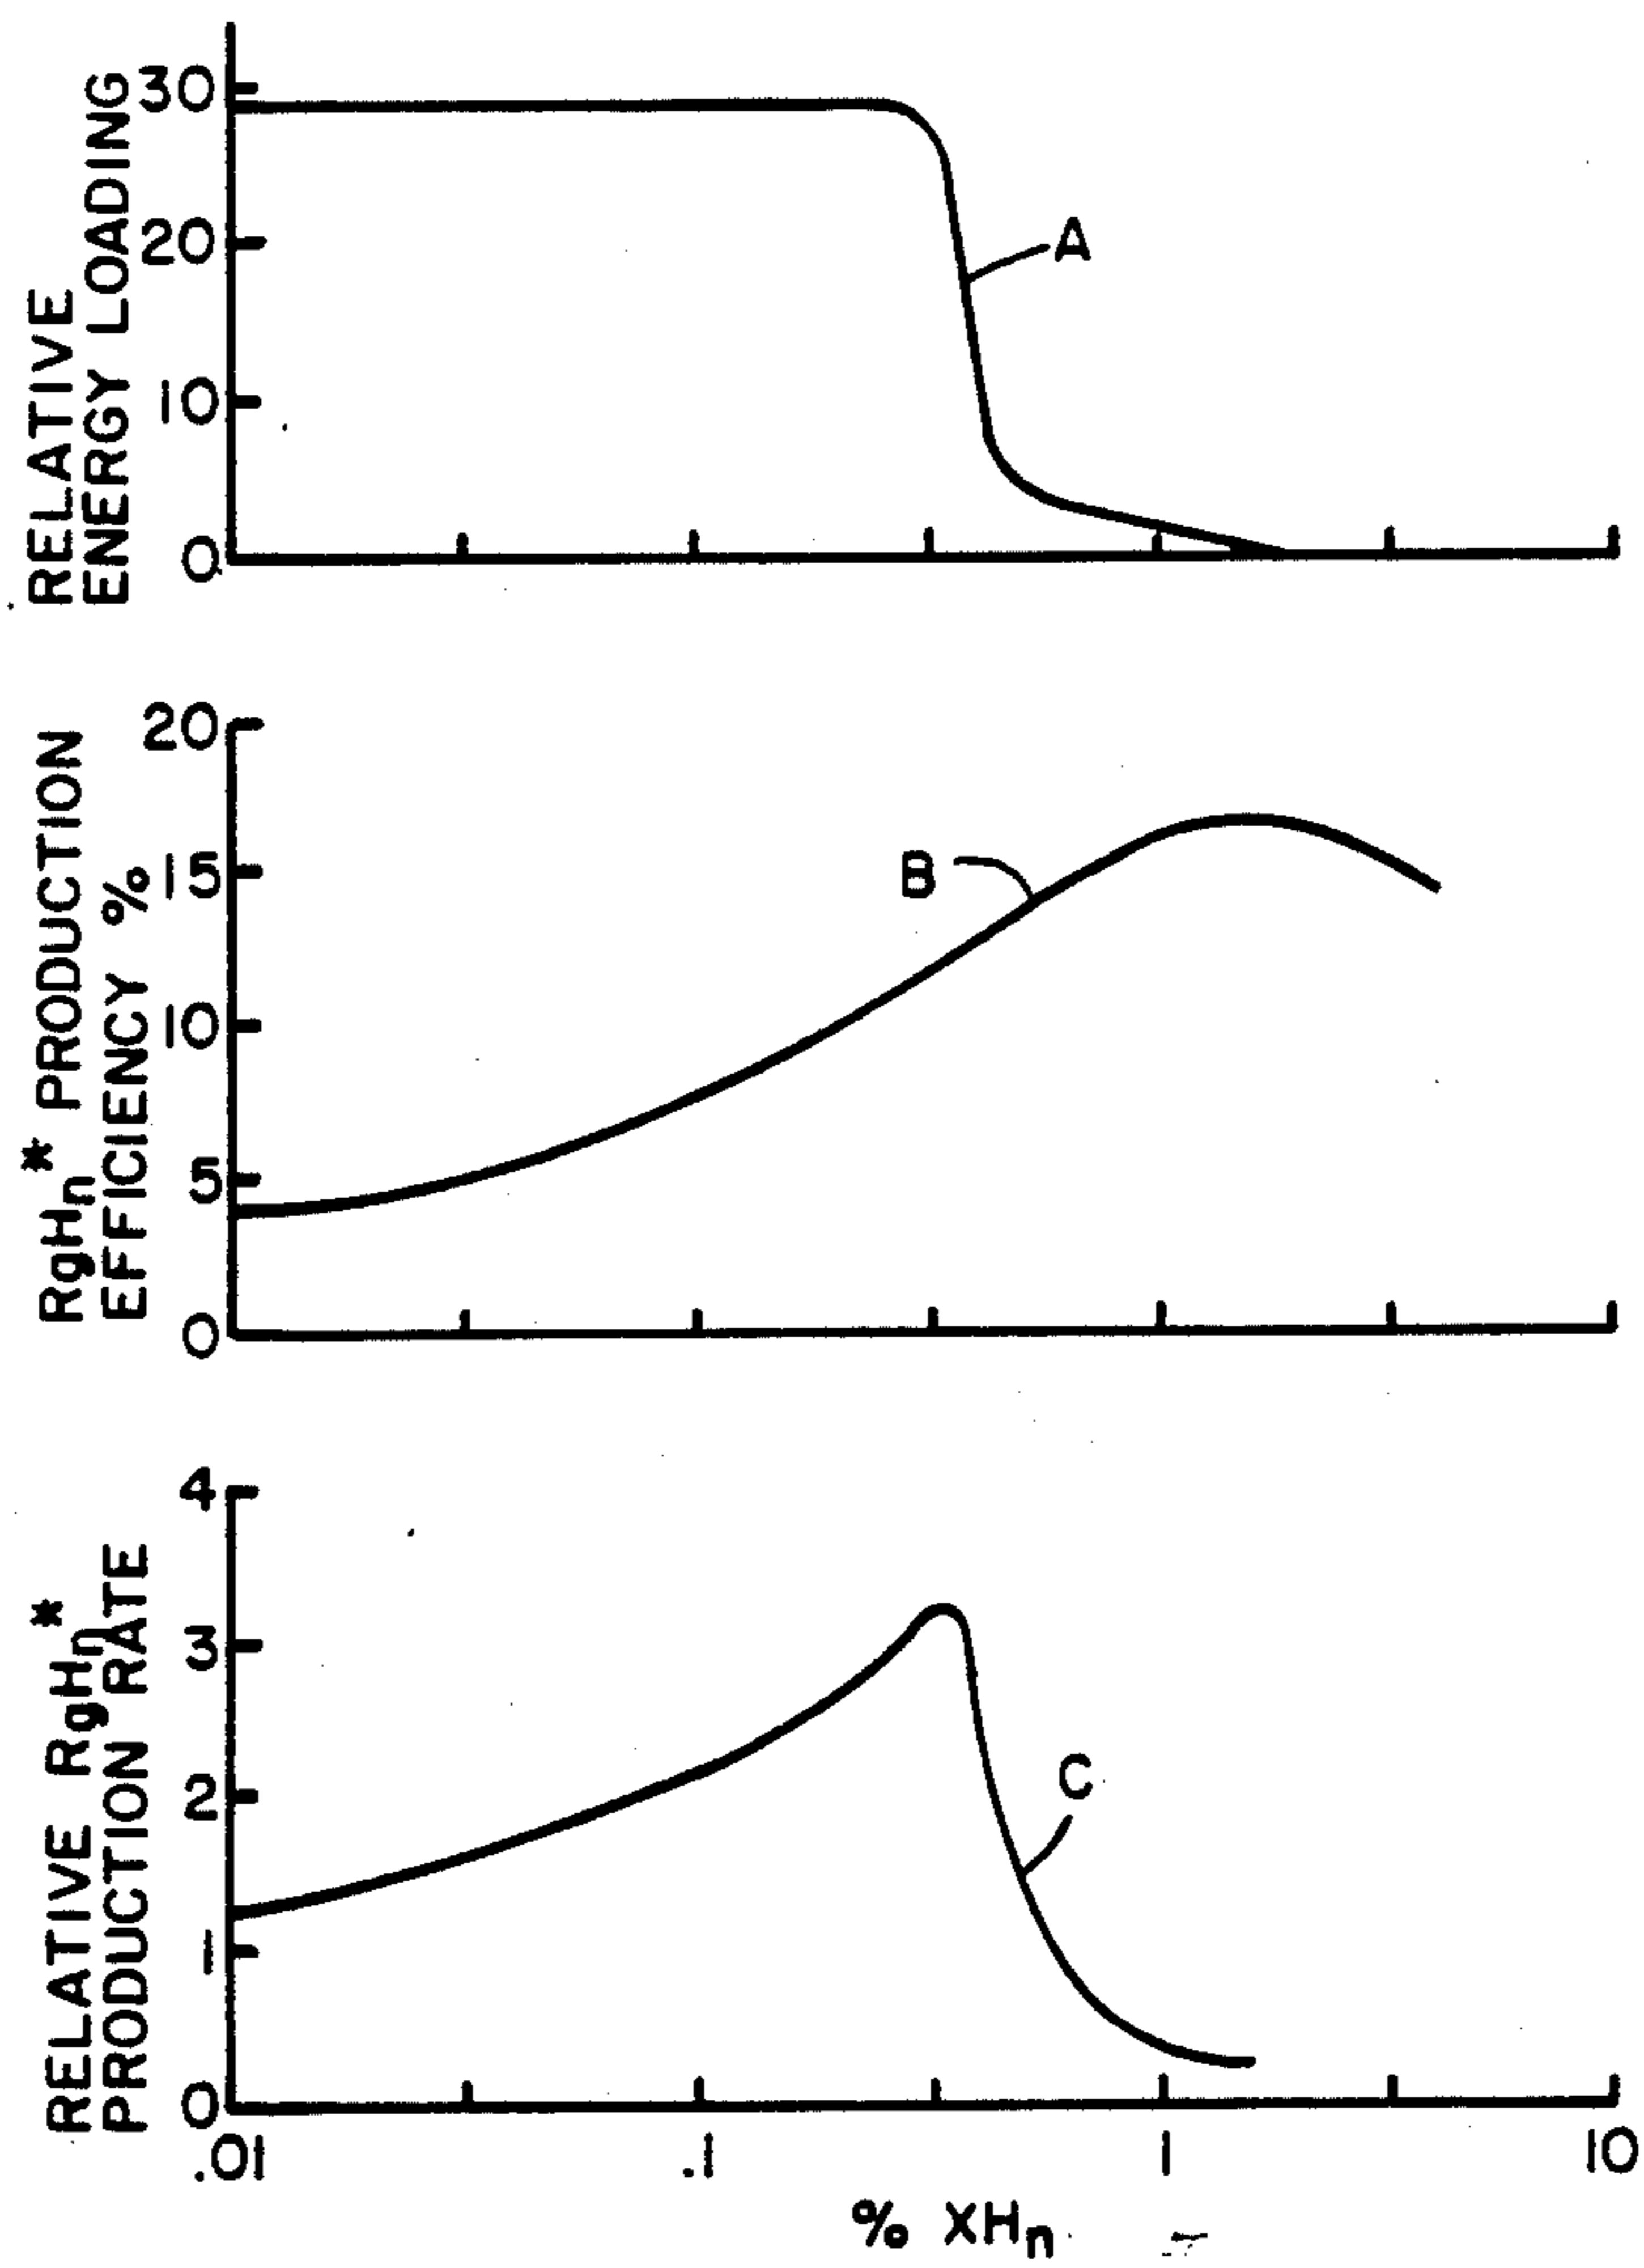 RELATIVE
ENERGY LOADING
30
20
10
0
A
RgHn* PRODUCTION
EFFICIENCY %
20
15
10
5
0
B
RELATIVE RgHn*
PRODUCTION RATE
4
3
2
1
0
C
.01 .1 1 10
% XHn